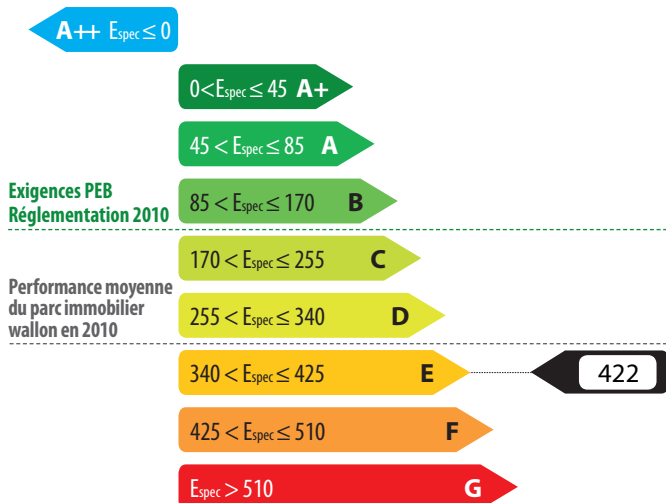 A++ Espec ≤ 0
0 < Espec ≤ 45 A+
45 < Espec ≤ 85 A
Exigences PEB
Réglementation 2010
85 < Espec ≤ 170 B
170 < Espec ≤ 255 C
Performance moyenne
du parc immobilier
wallon en 2010
255 < Espec ≤ 340 D
340 < Espec ≤ 425 E
422
425 < Espec ≤ 510 F
Espec > 510 G